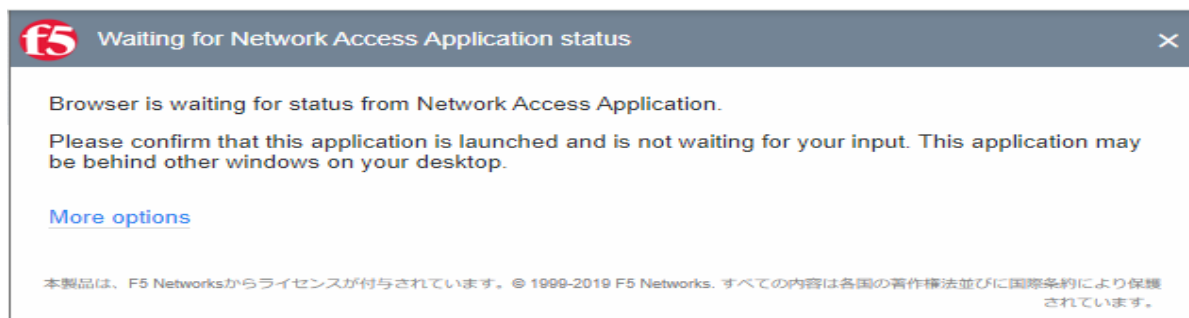 f5 Waiting for Network Access Application status
Browser is waiting for status from Network Access Application.
Please confirm that this application is launched and is not waiting for your input. This application may
be behind other windows on your desktop.
More options
本製品は、F5 Networksからライセンスが付与されています。© 1999-2019 F5 Networks. すべての内容は各国の著作権法並びに国際条約により保護
されています。